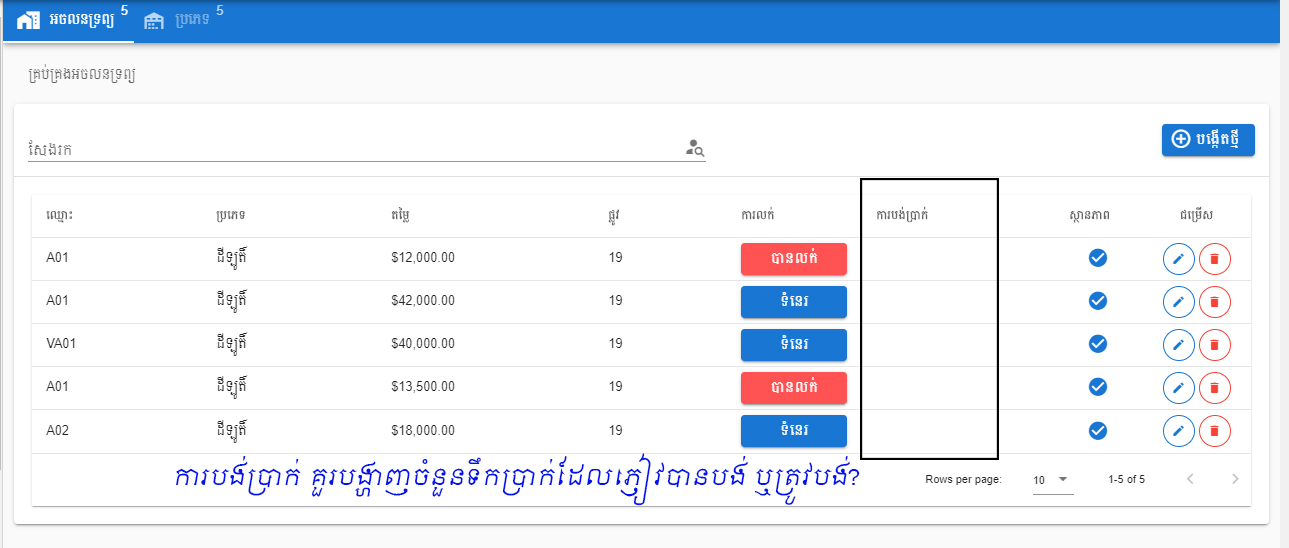 អចលនទ្រព្យ 5 ប្រភេទ 5
គ្រប់គ្រងអចលនទ្រព្យ
ស្វែងរក
បង្កើតថ្មី
ឈ្មោះ ប្រភេទ តម្លៃ ផ្លូវ ការលក់ ការបង់ប្រាក់ ស្ថានភាព ជម្រើស
A01 ដីឡូតិ៍ $12,000.00 19 បានលក់
A01 ដីឡូតិ៍ $42,000.00 19 ទំនេរ
VA01 ដីឡូតិ៍ $40,000.00 19 ទំនេរ
A01 ដីឡូតិ៍ $13,500.00 19 បានលក់
A02 ដីឡូតិ៍ $18,000.00 19 ទំនេរ
ការបង់ប្រាក់ គួរបង្ហាញចំនួនទឹកប្រាក់ដែលភ្ញៀវបានបង់ ឬត្រូវបង់?
Rows per page: 10 1-5 of 5